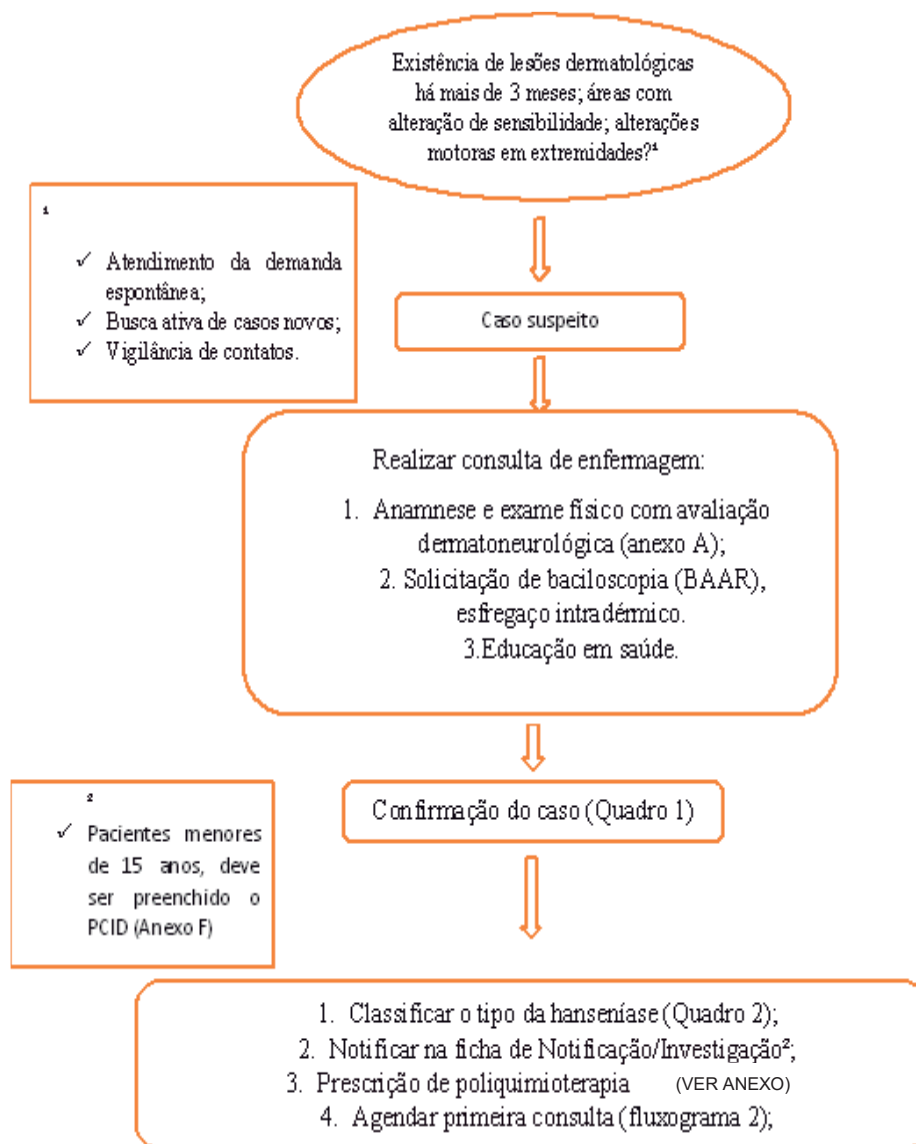 Existência de lesões dermatológicas
há mais de 3 meses; áreas com
alteração de sensibilidade; alterações
motoras em extremidades?¹
¹
✓ Atendimento da demanda
espontânea;
✓ Busca ativa de casos novos;
✓ Vigilância de contatos.
Caso suspeito
Realizar consulta de enfermagem:
1. Anamnese e exame físico com avaliação
dermatoneurológica (anexo A);
2. Solicitação de baciloscopia (BAAR),
esfregaço intradérmico.
3.Educação em saúde.
Confirmação do caso (Quadro 1)
²
✓ Pacientes menores
de 15 anos, deve
ser preenchido o
PCID (Anexo F)
1. Classificar o tipo da hanseníase (Quadro 2);
2. Notificar na ficha de Notificação/Investigação²;
3. Prescrição de poliquimioterapia (VER ANEXO)
4. Agendar primeira consulta (fluxograma 2);